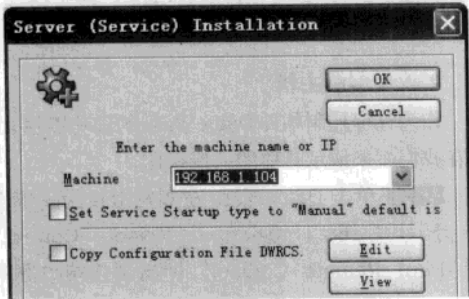 Server (Service) Installation
OK
Cancel
Enter the machine name or IP
Machine
192.168.1.104
Set Service Startup type to "Manual" default is
Copy Configuration File DWRCS.
Edit
View